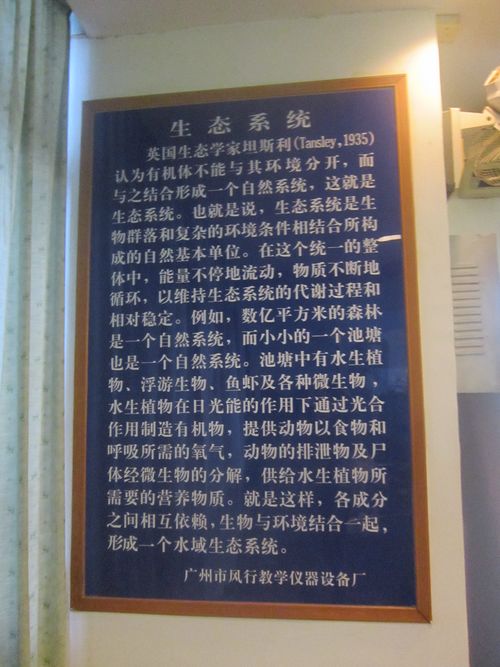 生态系统
英国生态学家坦斯利(Tansley,1935)
认为有机体不能与其环境分开，而
与之结合形成一个自然系统，这就是
生态系统。也就是说，生态系统是生
物群落和复杂的环境条件相结合所构
成的自然基本单位。在这个统一的整
体中，能量不停地流动，物质不断地
循环，以维持生态系统的代谢过程和
相对稳定。例如，数亿平方米的森林
是一个自然系统，而小小的一个池塘
也是一个自然系统。池塘中有水生植
物、浮游生物、鱼虾及各种微生物，
水生植物在日光能的作用下通过光合
作用制造有机物，提供动物以食物和
呼吸所需的氧气，动物的排泄物及尸
体经微生物的分解，供给水生植物所
需要的营养物质。就是这样，各成分
之间相互依赖，生物与环境结合一起，
形成一个水域生态系统。
广州市风行教学仪器设备厂